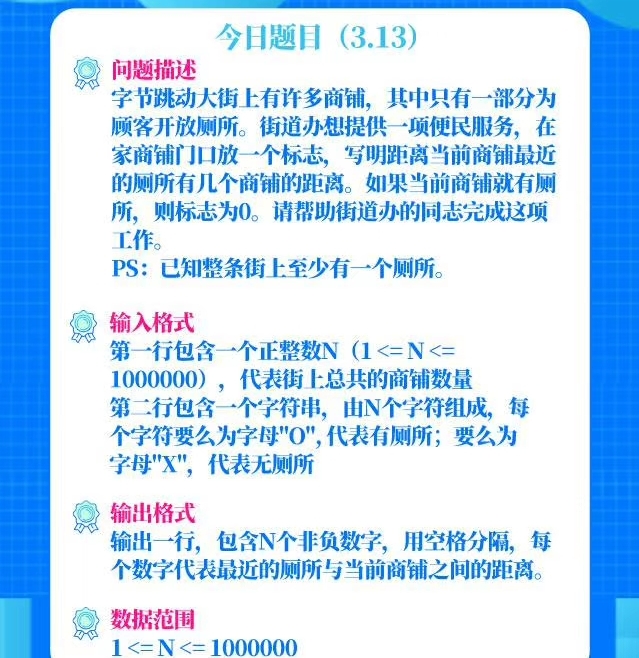 今日题目（3.13）
问题描述
字节跳动大街上有许多商铺，其中只有一部分为
顾客开放厕所。街道办想提供一项便民服务，在
家商铺门口放一个标志，写明距离当前商铺最近
的厕所有几个商铺的距离。如果当前商铺就有厕
所，则标志为0。请帮助街道办的同志完成这项
工作。
PS：已知整条街上至少有一个厕所。
输入格式
第一行包含一个正整数N（1 <= N <=
1000000），代表街上总共的商铺数量
第二行包含一个字符串，由N个字符组成，每
个字符要么为字母"O"，代表有厕所；要么为
字母"X"，代表无厕所
输出格式
输出一行，包含N个非负数字，用空格分隔，每
个数字代表最近的厕所与当前商铺之间的距离。
数据范围
1 <= N <= 1000000